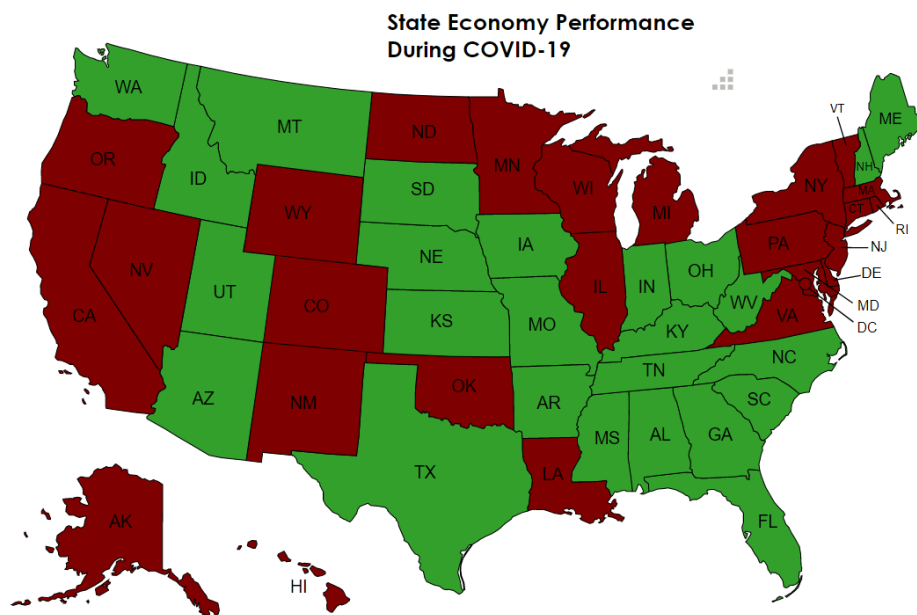 State Economy Performance
During COVID-19
WA
MT
ND
MN
VT
ME
OR
ID
SD
WI
MI
NY
NH
MA
CT
RI
WY
NE
IA
PA
NJ
NV
UT
CO
IL
IN
OH
WV
DE
MD
CA
KS
MO
KY
VA
DC
AZ
NM
OK
AR
TN
NC
SC
TX
LA
MS
AL
GA
FL
AK
HI